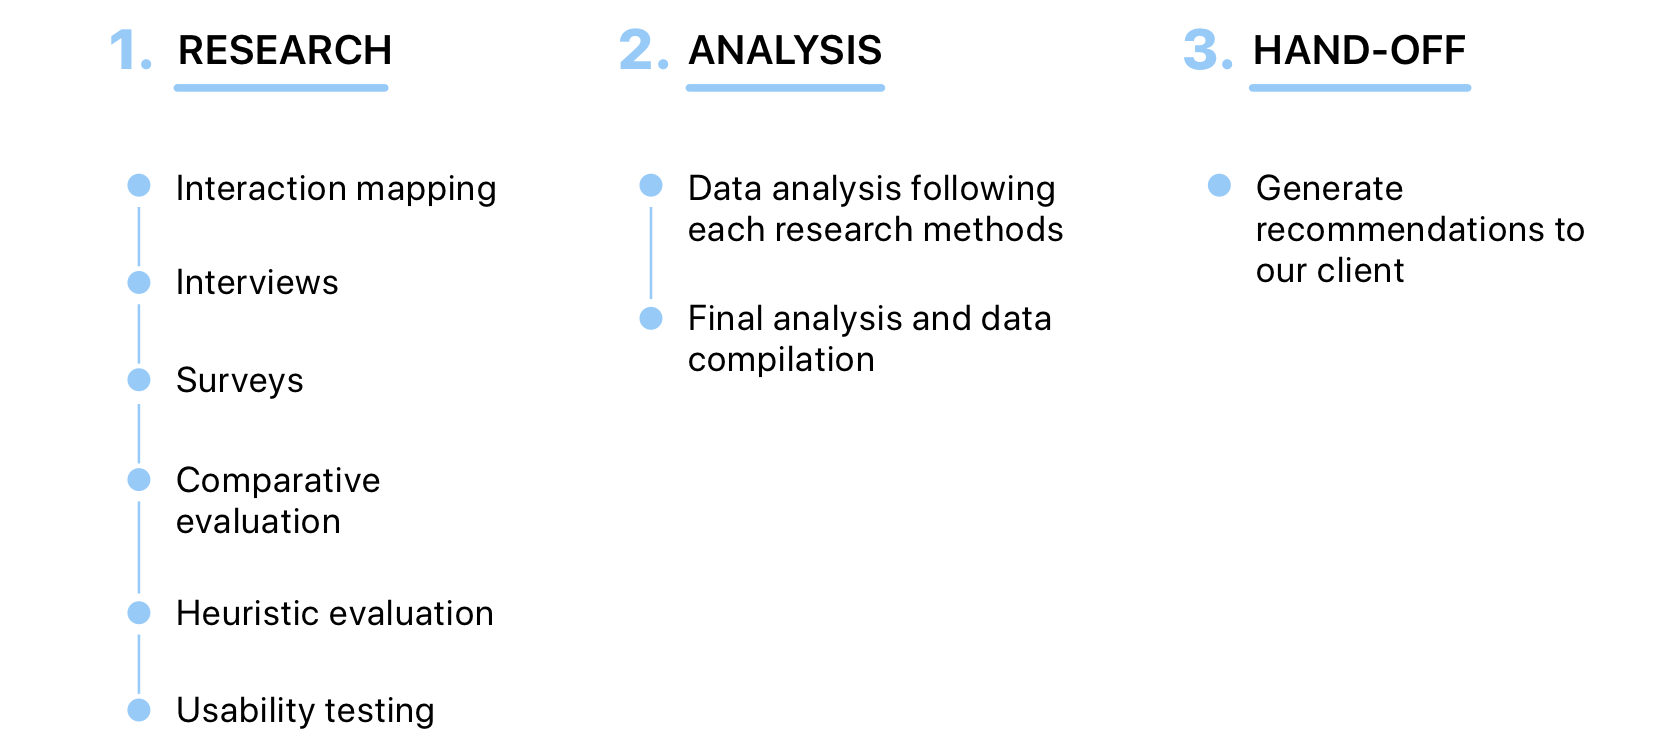 1. RESEARCH
Interaction mapping
Interviews
Surveys
Comparative
evaluation
Heuristic evaluation
Usability testing
2. ANALYSIS
Data analysis following
each research methods
Final analysis and data
compilation
3. HAND-OFF
Generate
recommendations to
our client